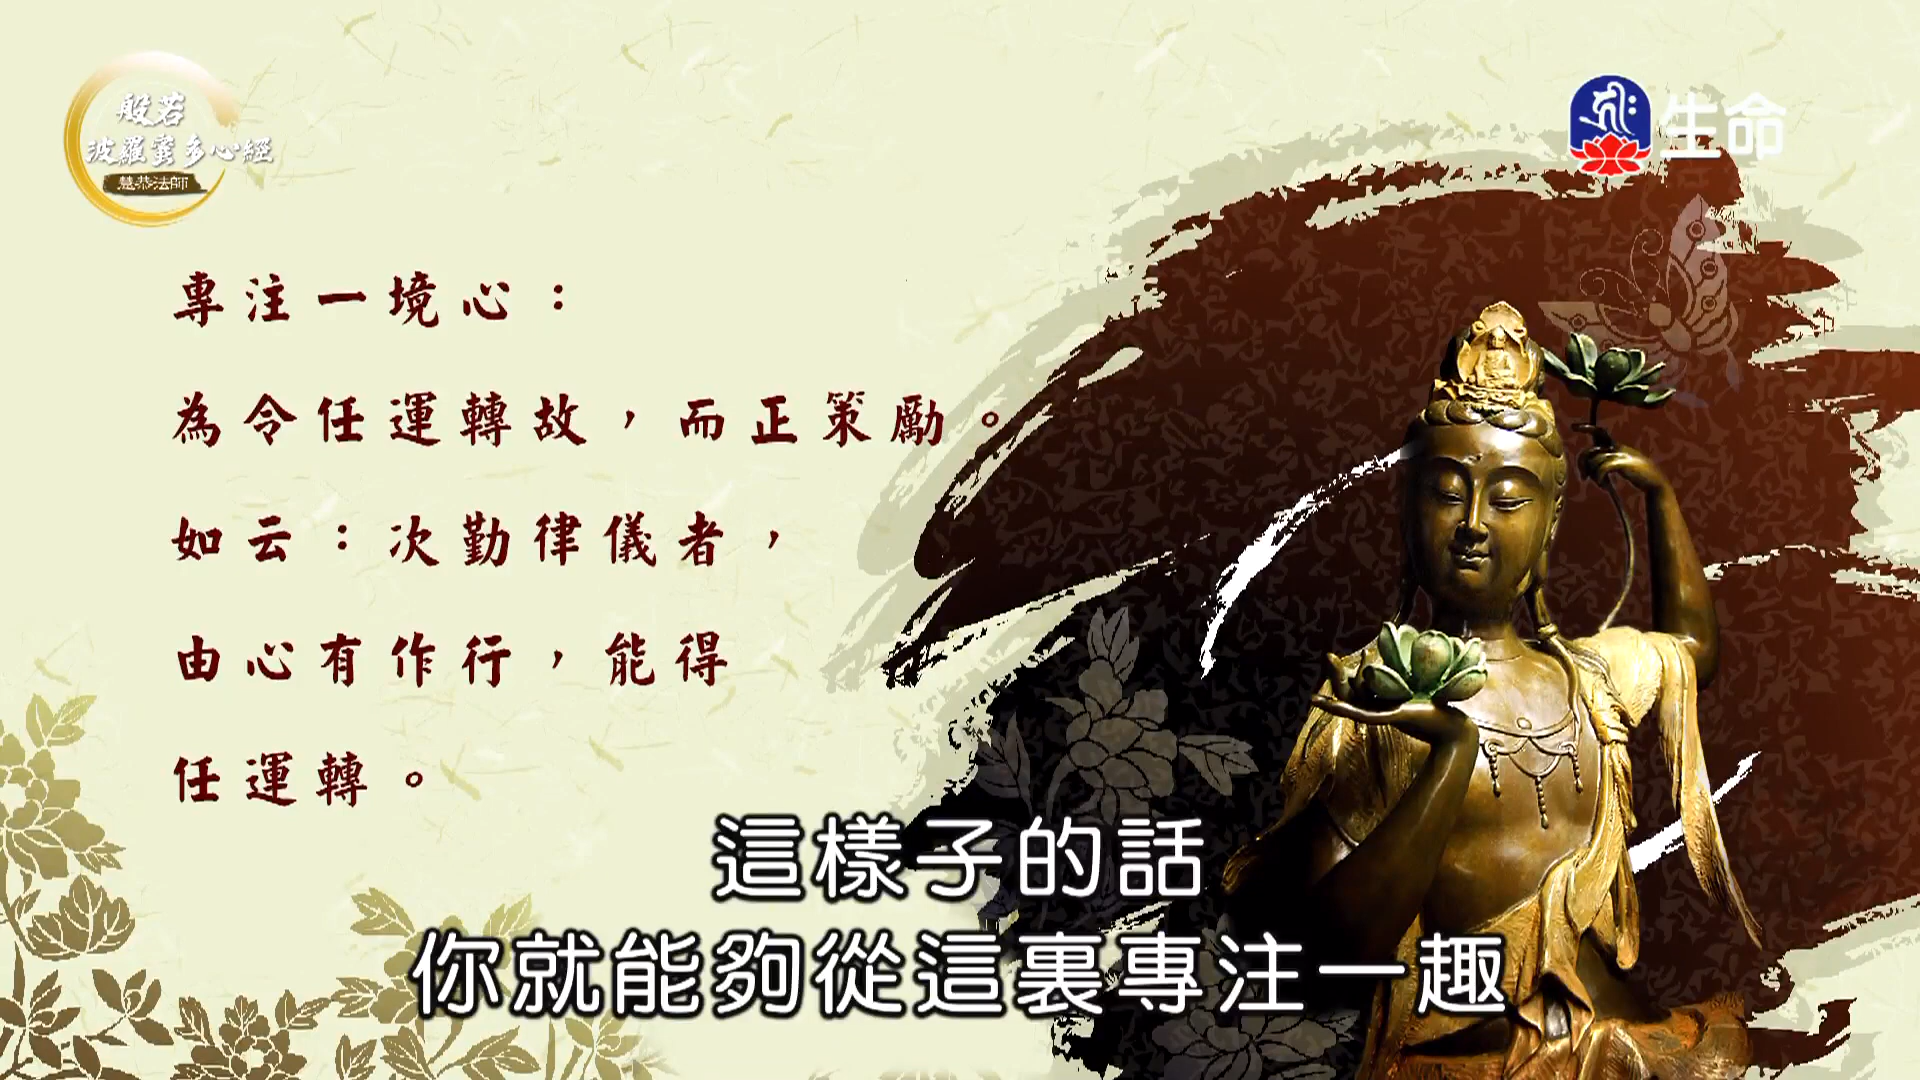 般若
波羅蜜多心經
慧恭法師
生命
專注一境心：
為令任運轉故，而正策勵。
如云：次勤律儀者，
由心有作行，能得
任運轉。
這樣子的話
你就能夠從這裏專注一趣